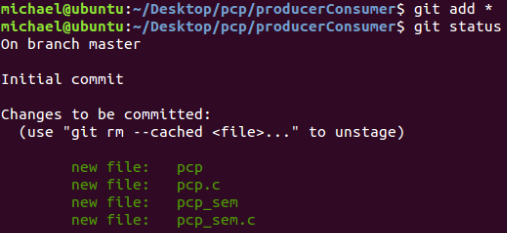 michael@ubuntu:~/Desktop/pcp/producerConsumer$ git add *
michael@ubuntu:~/Desktop/pcp/producerConsumer$ git status
On branch master
Initial commit
Changes to be committed:
  (use "git rm --cached <file>..." to unstage)
        new file:   pcp
        new file:   pcp.c
        new file:   pcp_sem
        new file:   pcp_sem.c